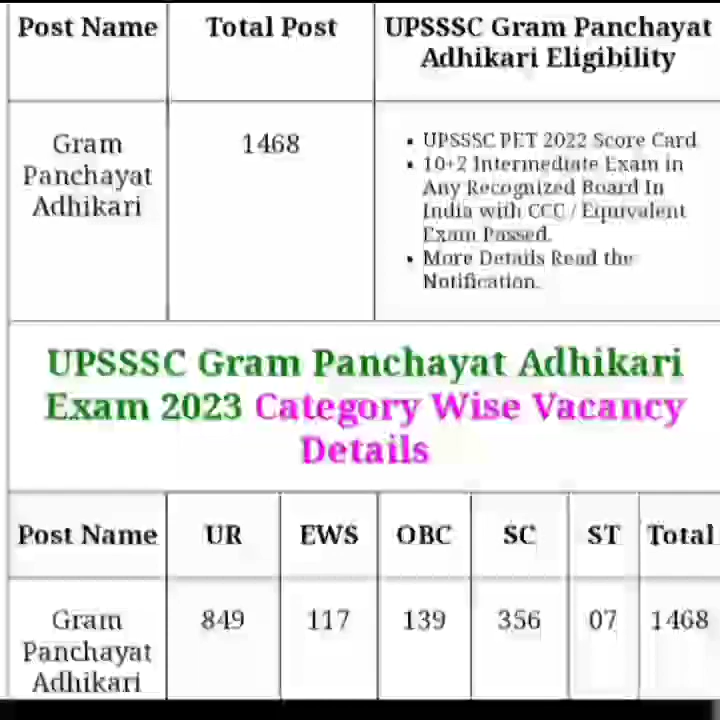 Post Name Total Post UPSSSC Gram Panchayat
Adhikari Eligibility
Gram
Panchayat
Adhikari
1468
• UPSSSC PET 2022 Score Card.
• 10+2 Intermediate Exam in
Any Recognized Board In
India with CCC / Equivalent
Exam Passed.
• More Details Read the
Notification.
UPSSSC Gram Panchayat Adhikari
Exam 2023 Category Wise Vacancy
Details
Post Name UR EWS OBC SC ST Total
Gram
Panchayat
Adhikari
849 117 139 356 07 1468